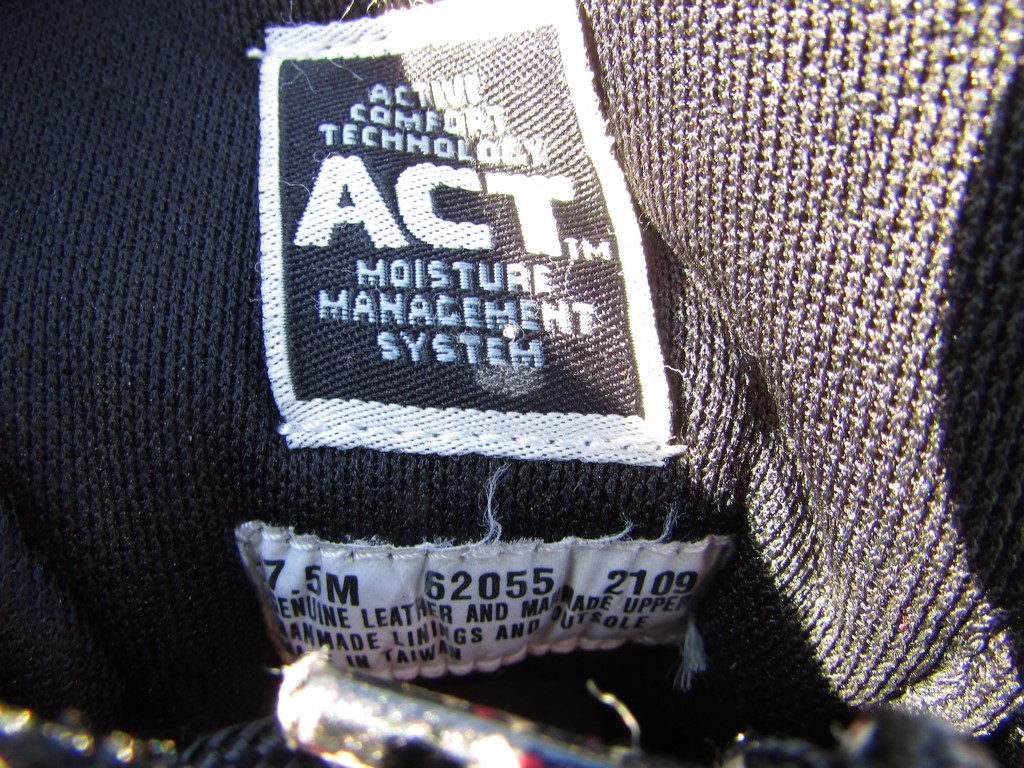 ACTIVE
COMFORT
TECHNOLOGY
ACT™
MOISTURE
MANAGEMENT
SYSTEM
7.5M 62055 2109
GENUINE LEATHER AND MANMADE UPPER
MANMADE LININGS AND OUTSOLE
MADE IN TAIWAN